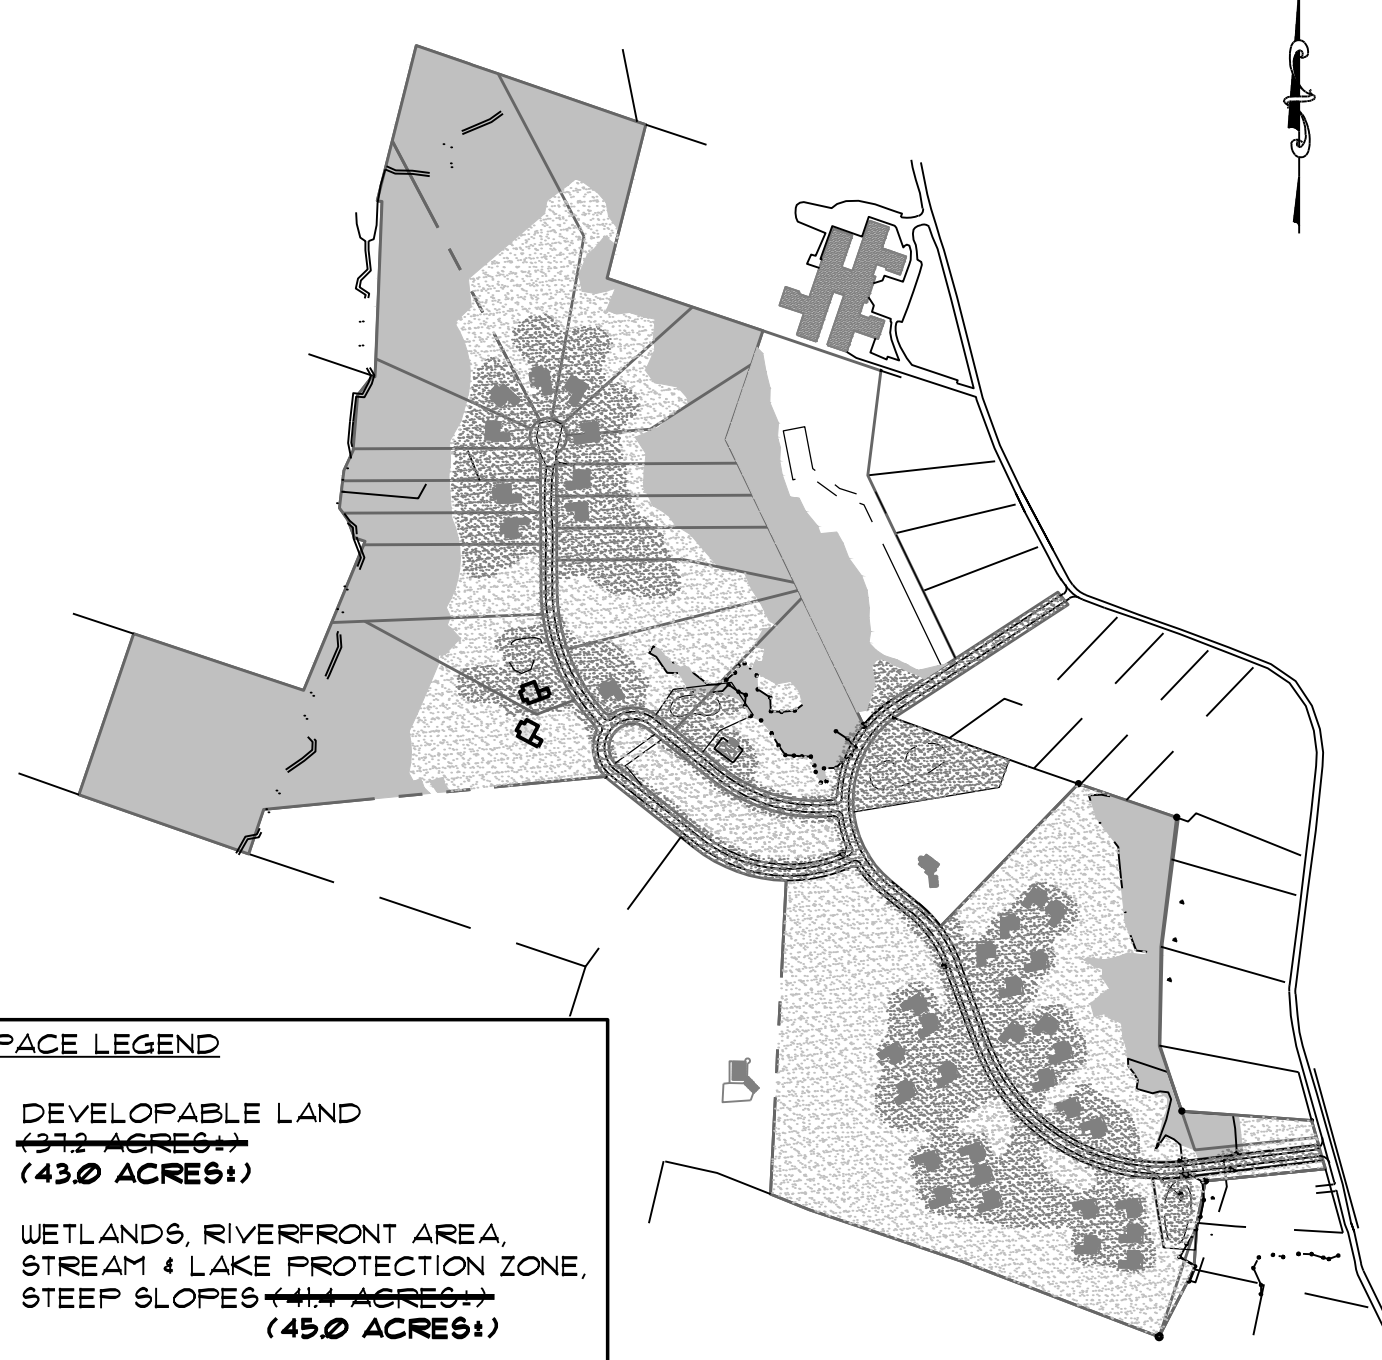 PACE LEGEND
DEVELOPABLE LAND
(37.2 ACRES±)
(43.0 ACRES±)
WETLANDS, RIVERFRONT AREA,
STREAM & LAKE PROTECTION ZONE,
STEEP SLOPES (41.4 ACRES±)
(45.0 ACRES±)